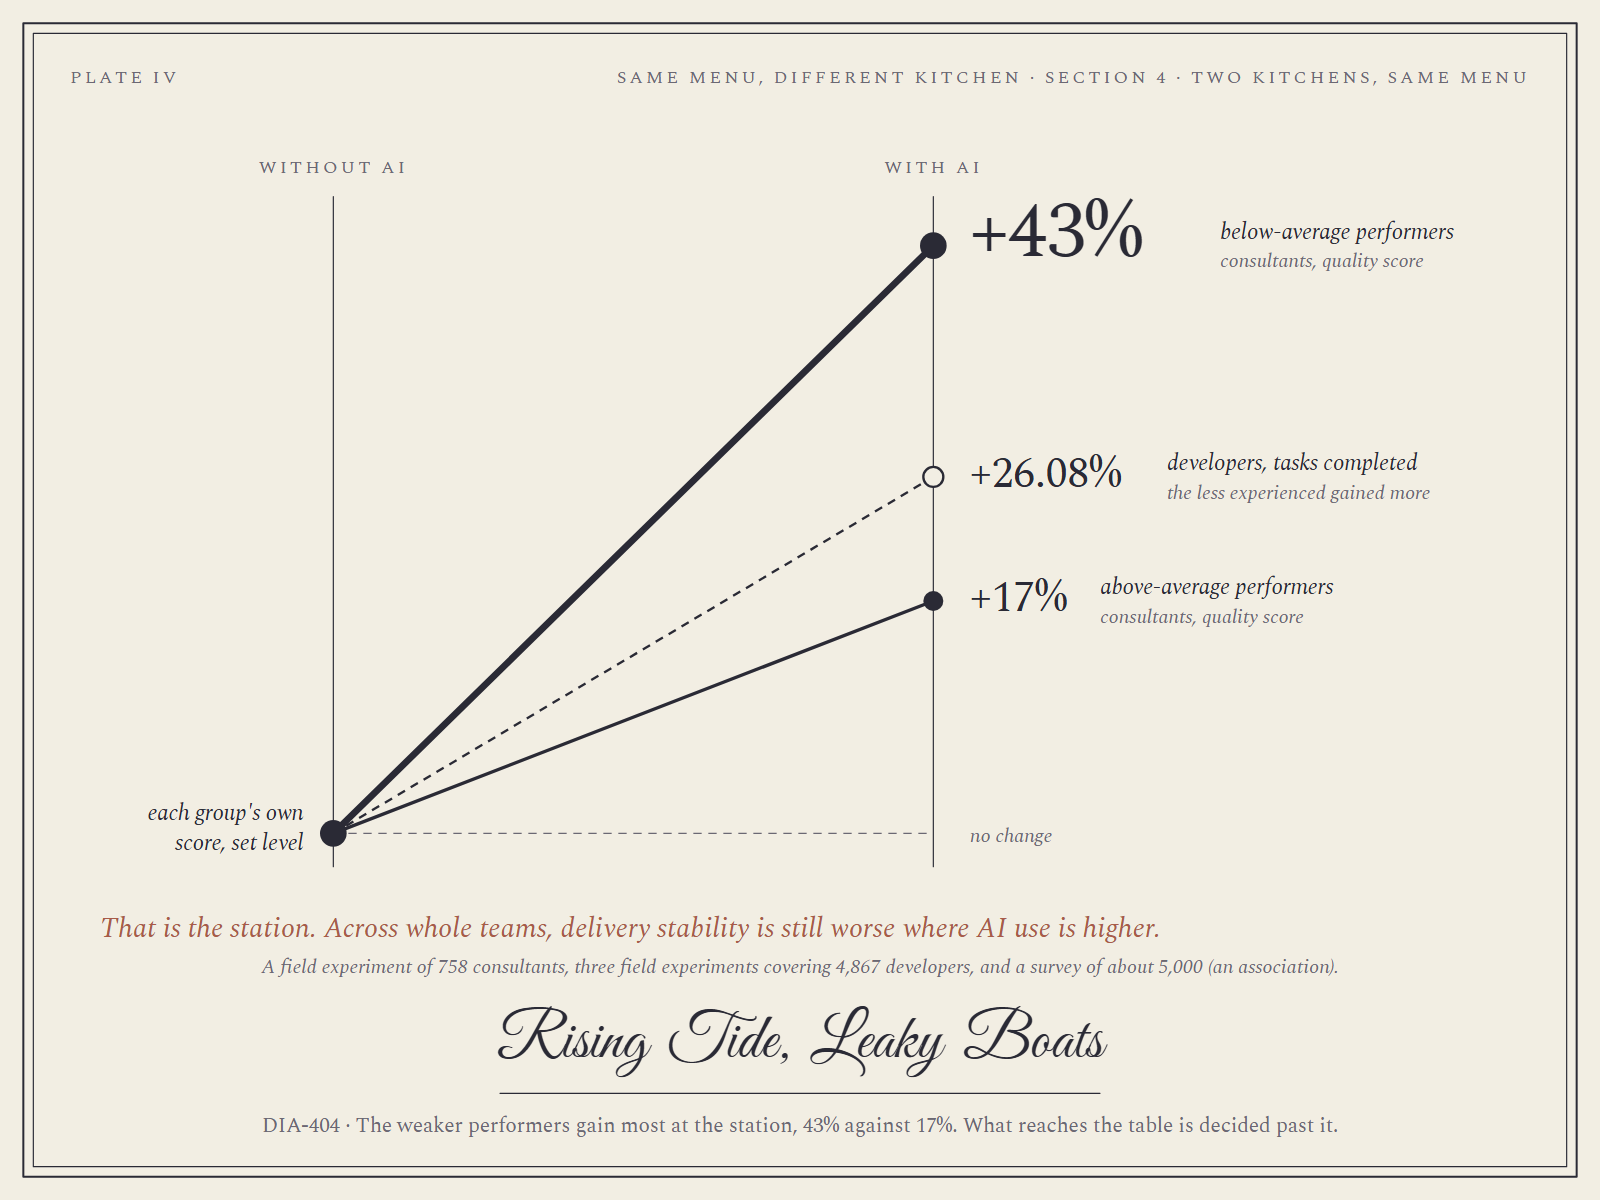 PLATE IV
SAME MENU, DIFFERENT KITCHEN · SECTION 4 · TWO KITCHENS, SAME MENU
WITHOUT AI
WITH AI
+43%
below-average performers
consultants, quality score
+26.08%
developers, tasks completed
the less experienced gained more
+17%
above-average performers
consultants, quality score
each group's own
score, set level
no change
That is the station. Across whole teams, delivery stability is still worse where AI use is higher.
A field experiment of 758 consultants, three field experiments covering 4,867 developers, and a survey of about 5,000 (an association).
Rising Tide, Leaky Boats
DIA-404 · The weaker performers gain most at the station, 43% against 17%. What reaches the table is decided past it.